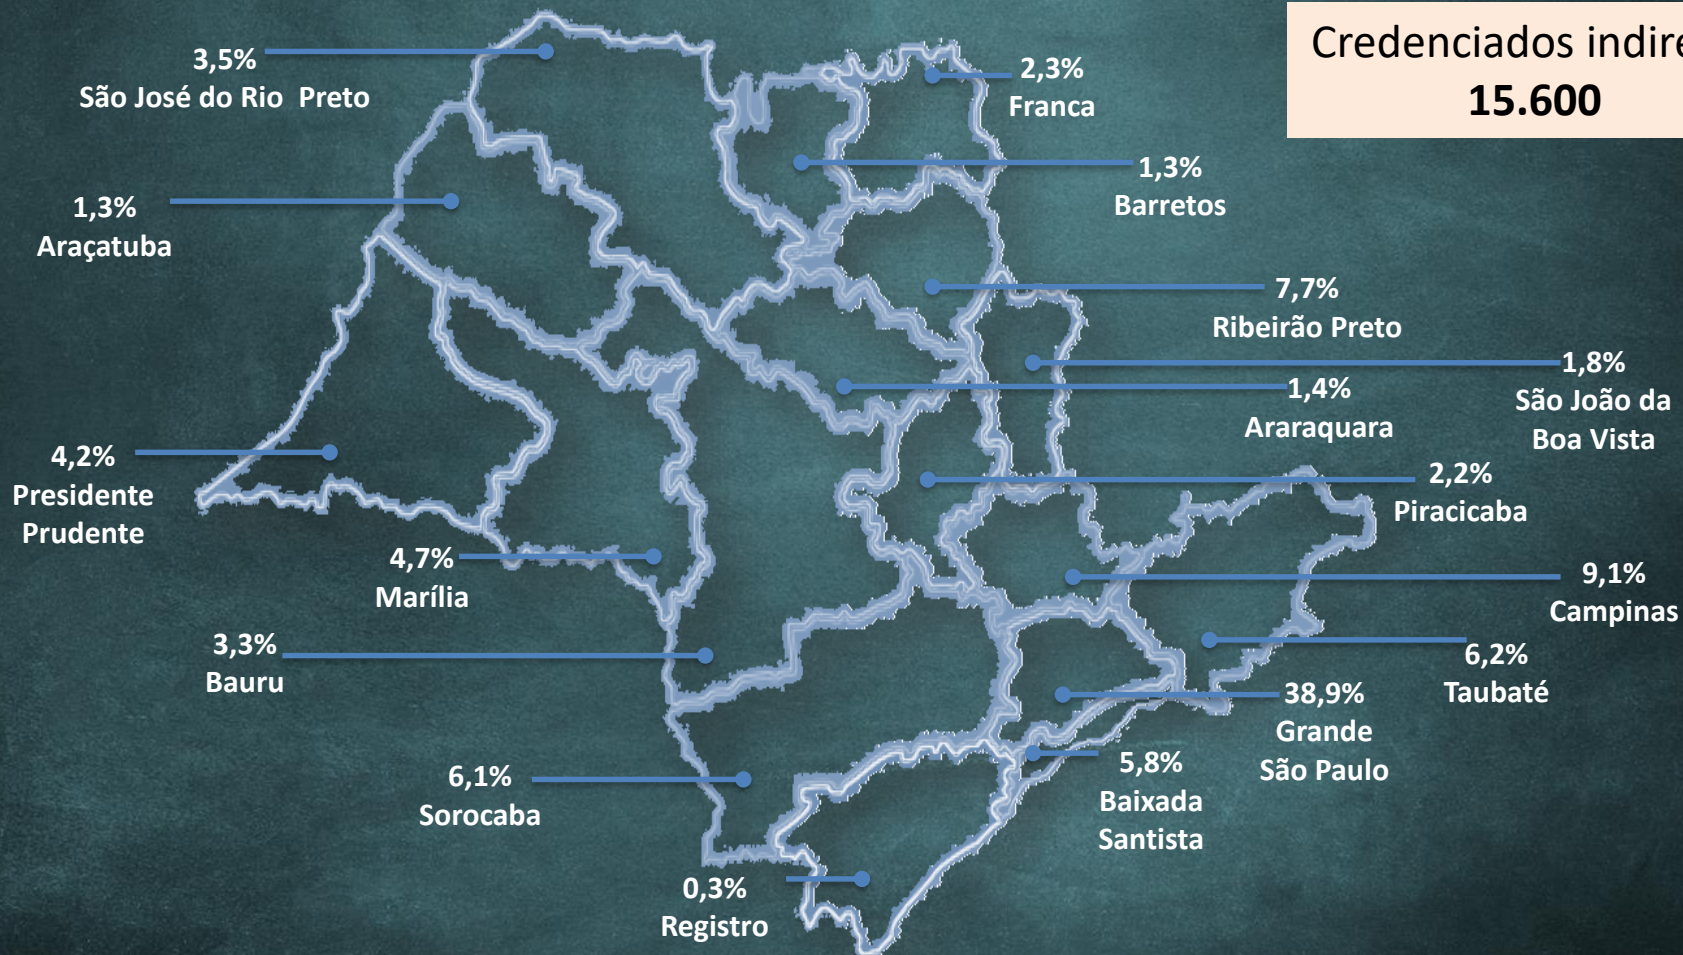 Credenciados
15.600
3,5%
São José do Rio Preto
2,3%
Franca
1,3%
Barretos
1,3%
Araçatuba
7,7%
Ribeirão Preto
1,8%
São João da
Boa Vista
1,4%
Araraquara
4,2%
Presidente
Prudente
2,2%
Piracicaba
4,7%
Marília
9,1%
Campinas
3,3%
Bauru
6,2%
Taubaté
38,9%
Grande
São Paulo
5,8%
Baixada
Santista
6,1%
Sorocaba
0,3%
Registro